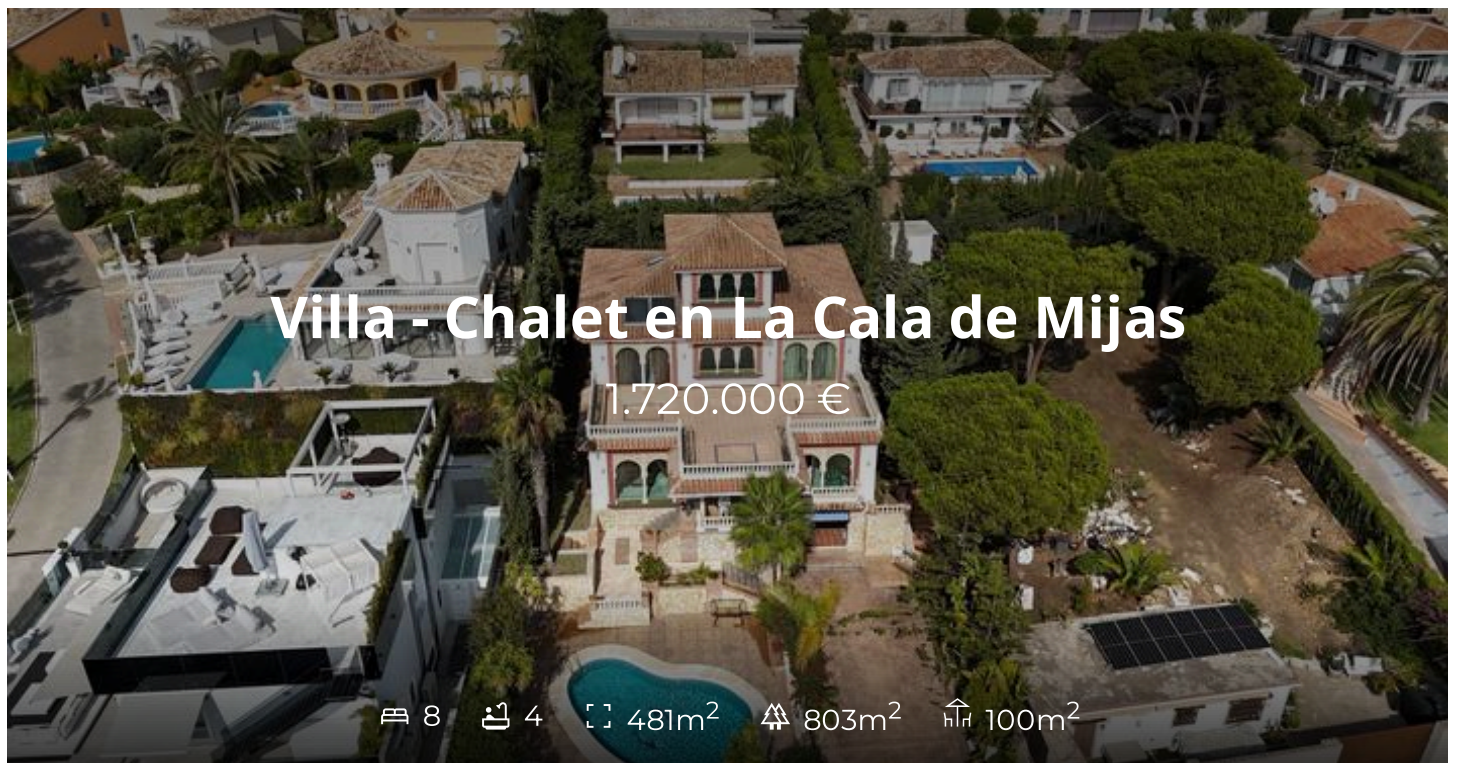 Villa - Chalet en La Cala de Mijas
1.720.000 €
8 4 481m² 803m² 100m²